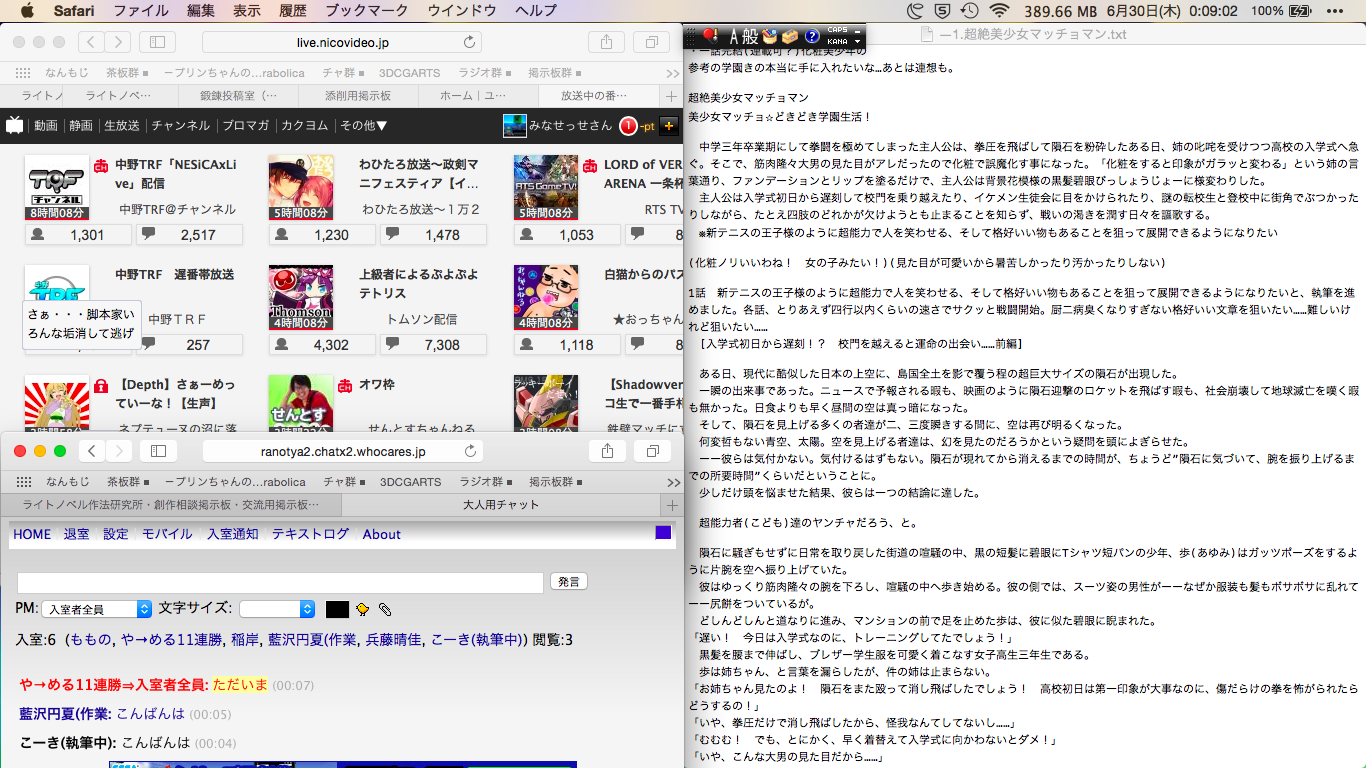 Safari ファイル 編集 表示 履歴 ブックマーク ウインドウ ヘルプ
389.66 MB 6月30日(木) 0:09:02 100%
live.nicovideo.jp
なんもじ 茶板群 ープリンちゃんの...rabolica チャ群 3DCGARTS ラジオ群 掲示板群 >>
ライトノ ライトノベ… 鍛錬投稿室（… 添削用掲示板 ホーム｜ユ… 放送中の番…
動画 静画 生放送 チャンネル ブロマガ カクヨム その他▼ みなせっせさん 1 -pt +
中野TRF「NESiCAxLi
ve」配信
中野TRF@チャンネル
8時間08分
1,301 2,517
わひたろ放送〜政剣マ
ニフェスティア【イ...
わひたろ放送〜１万２
5時間08分
1,230 1,478
LORD of VER
ARENA 一条杯
RTS TV
RTS Game TV!
5時間08分
1,053 8
中野TRF 遅番帯放送
中野ＴＲＦ
257
さぁ・・・脚本家い
ろんな垢消して逃げ
上級者によるぷよぷよ
テトリス
トムソン配信
Thomson
4時間08分
4,302 7,308
白猫からのパズ
★おっちゃん
4時間08分
1,118 8
【Depth】さぁーめっ
ていーな！【生声】
ネプテューヌの沼に落
オワ枠
せんとすちゃんねる
せんとす
【Shadowver
コ生で一番手札
鉄壁マッチにす
ranotya2.chatx2.whocares.jp
なんもじ 茶板群 ープリンちゃんの...rabolica チャ群 3DCGARTS ラジオ群 掲示板群 >>
ライトノベル作法研究所・創作相談掲示板・交流用掲示板… 大人用チャット
HOME 退室 設定 モバイル 入室通知 テキストログ About
発言
PM: 入室者全員 文字サイズ:
入室:6 (ももの, やーめる11連勝, 稲岸, 藍沢円夏(作業, 兵藤晴佳, こーき(執筆中)) 閲覧:3
やーめる11連勝⇒入室者全員: ただいま (00:07)
藍沢円夏(作業: こんばんは (00:05)
こーき(執筆中): こんばんは (00:04)
A 般 CAPS KANA
ー1.超絶美少女マッチョマン.txt
・一話完結(連載可？)化粧美少年の
参考の学園きの本当に手に入れたいな…あとは連想も。
超絶美少女マッチョマン
美少女マッチョ☆どきどき学園生活！
中学三年卒業期にして拳闘を極めてしまった主人公は、拳圧を飛ばして隕石を粉砕したある日、姉の叱咤を受けつつ高校の入学式へ急
ぐ。そこで、筋肉隆々大男の見た目がアレだったので化粧で誤魔化す事になった。「化粧をすると印象がガラッと変わる」という姉の言
葉通り、ファンデーションとリップを塗るだけで、主人公は背景花模様の黒髪碧眼びっしょうじょーに様変わりした。
主人公は入学式初日から遅刻して校門を乗り越えたり、イケメン生徒会に目をかけられたり、謎の転校生と登校中に街角でぶつかった
りしながら、たとえ四肢のどれかが欠けようとも止まることを知らず、戦いの渇きを潤す日々を謳歌する。
※新テニスの王子様のように超能力で人を笑わせる、そして格好いい物もあることを狙って展開できるようになりたい
(化粧ノリいいわね！　女の子みたい！)(見た目が可愛いから暑苦しかったり汚かったりしない)
1話　新テニスの王子様のように超能力で人を笑わせる、そして格好いい物もあることを狙って展開できるようになりたいと、執筆を進
めました。各話、とりあえず四行以内くらいの速さでサクッと戦闘開始。厨二病臭くなりすぎない格好いい文章を狙いたい……難しいけ
れど狙いたい……
[入学式初日から遅刻！？　校門を越えると運命の出会い……前編]
ある日、現代に酷似した日本の上空に、島国全土を影で覆う程の超巨大サイズの隕石が出現した。
一瞬の出来事であった。ニュースで予報される暇も、映画のように隕石迎撃のロケットを飛ばす暇も、社会崩壊して地球滅亡を嘆く暇
も無かった。日食よりも早く昼間の空は真っ暗になった。
そして、隕石を見上げる多くの者達が二、三度瞬きする間に、空は再び明るくなった。
何変哲もない青空、太陽。空を見上げる者達は、幻を見たのだろうかという疑問を頭によぎらせた。
ーー彼らは気付かない。気付けるはずもない。隕石が現れてから消えるまでの時間が、ちょうど”隕石に気づいて、腕を振り上げるま
での所要時間”くらいだということに。
少しだけ頭を悩ませた結果、彼らは一つの結論に達した。
超能力者(こども)達のヤンチャだろう、と。
隕石に騒ぎもせずに日常を取り戻した街道の喧騒の中、黒の短髪に碧眼にTシャツ短パンの少年、歩(あゆみ)はガッツポーズをするよ
うに片腕を空へ振り上げていた。
彼はゆっくり筋肉隆々の腕を下ろし、喧騒の中へ歩き始める。彼の側では、スーツ姿の男性がーーなぜか服装も髪もボサボサに乱れて
ーー尻餅をついているが。
どしんどしんと道なりに進み、マンションの前で足を止めた歩は、彼に似た碧眼に睨まれた。
「遅い！　今日は入学式なのに、トレーニングしてたでしょう！」
黒髪を腰まで伸ばし、ブレザー学生服を可愛く着こなす女子高生三年生である。
歩は姉ちゃん、と言葉を漏らしたが、件の姉は止まらない。
「お姉ちゃん見たのよ！　隕石をまた殴って消し飛ばしたでしょう！　高校初日は第一印象が大事なのに、傷だらけの拳を怖がられたら
どうするの！」
「いや、拳圧だけで消し飛ばしたから、怪我なんてしてないし……」
「むむむ！　でも、とにかく、早く着替えて入学式に向かわないとダメ！」
「いや、こんな大男の見た目だから……」